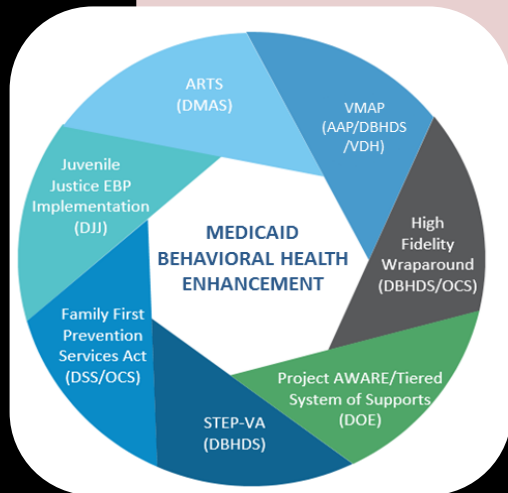 ARTS
(DMAS)
VMAP
(AAP/DBHDS
/VDH)
High
Fidelity
Wraparound
(DBHDS/OCS)
Project AWARE/Tiered
System of Supports
(DOE)
STEP-VA
(DBHDS)
Family First
Prevention
Services Act
(DSS/OCS)
Juvenile
Justice EBP
Implementation
(DJJ)
MEDICAID
BEHAVIORAL HEALTH
ENHANCEMENT